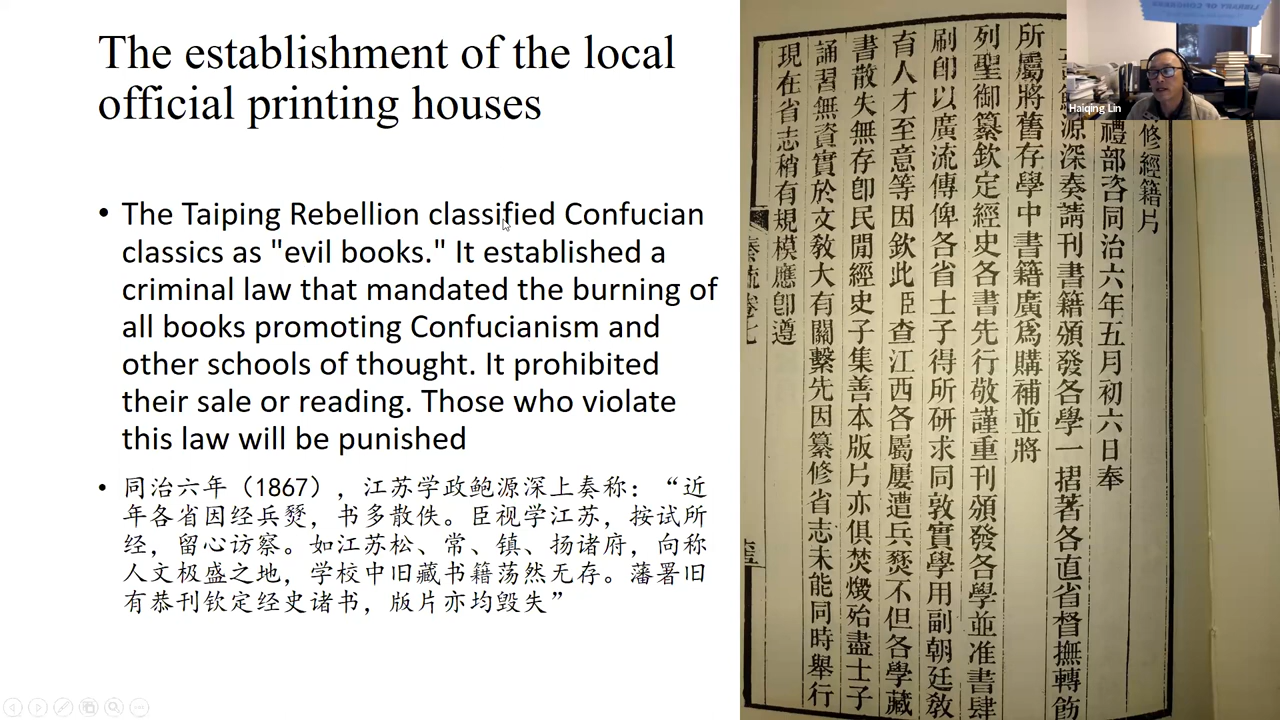 The establishment of the local
official printing houses
• The Taiping Rebellion classified Confucian
classics as "evil books." It established a
criminal law that mandated the burning of
all books promoting Confucianism and
other schools of thought. It prohibited
their sale or reading. Those who violate
this law will be punished
• 同治六年（1867），江苏学政鲍源深上奏称：“近
年各省因经兵燹，书多散佚。臣视学江苏，按试所
经，留心访察。如江苏松、常、镇、扬诸府，向称
人文极盛之地，学校中旧藏书籍荡然无存。藩署旧
有恭刊钦定经史诸书，版片亦均毁失”
修經籍片
禮部咨同治六年五月初六日奉
源深奏請刊書籍頒發各學一摺著各直省督撫轉飭
所屬將舊存學中書籍廣爲購補並將
列聖御纂欽定經史各書先行敬謹重刊頒發各學並准書肆
刷印以廣流傳俾各省士子得所研求同敦實學用副朝廷教
育人才至意等因欽此臣查江西各屬屢遭兵燹不但各學藏
書散失無存卽民閒經史子集善本版片亦俱焚燬殆盡士子
誦習無資實於文敎大有關繫先因纂修省志未能同時舉行
現在省志稍有規模應卽遵
卷七
Haiqing Lin
LIBRARY OF CONGRESS